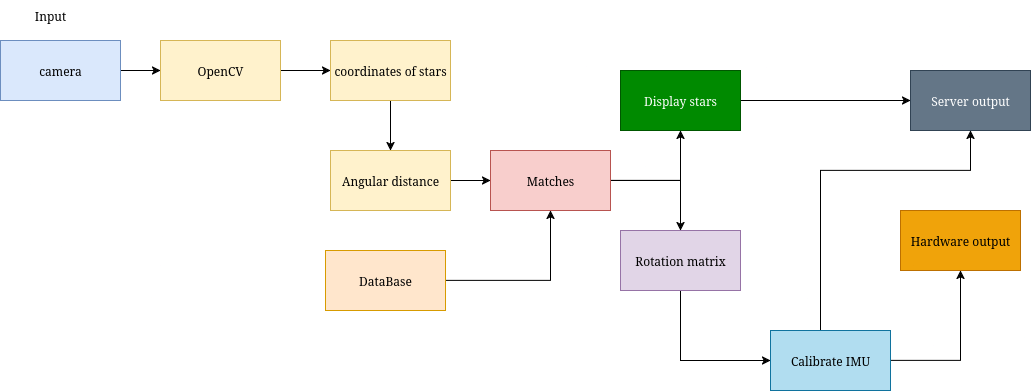 Input
camera
OpenCV
coordinates of stars
Display stars
Server output
Angular distance
Matches
Rotation matrix
Hardware output
DataBase
Calibrate IMU